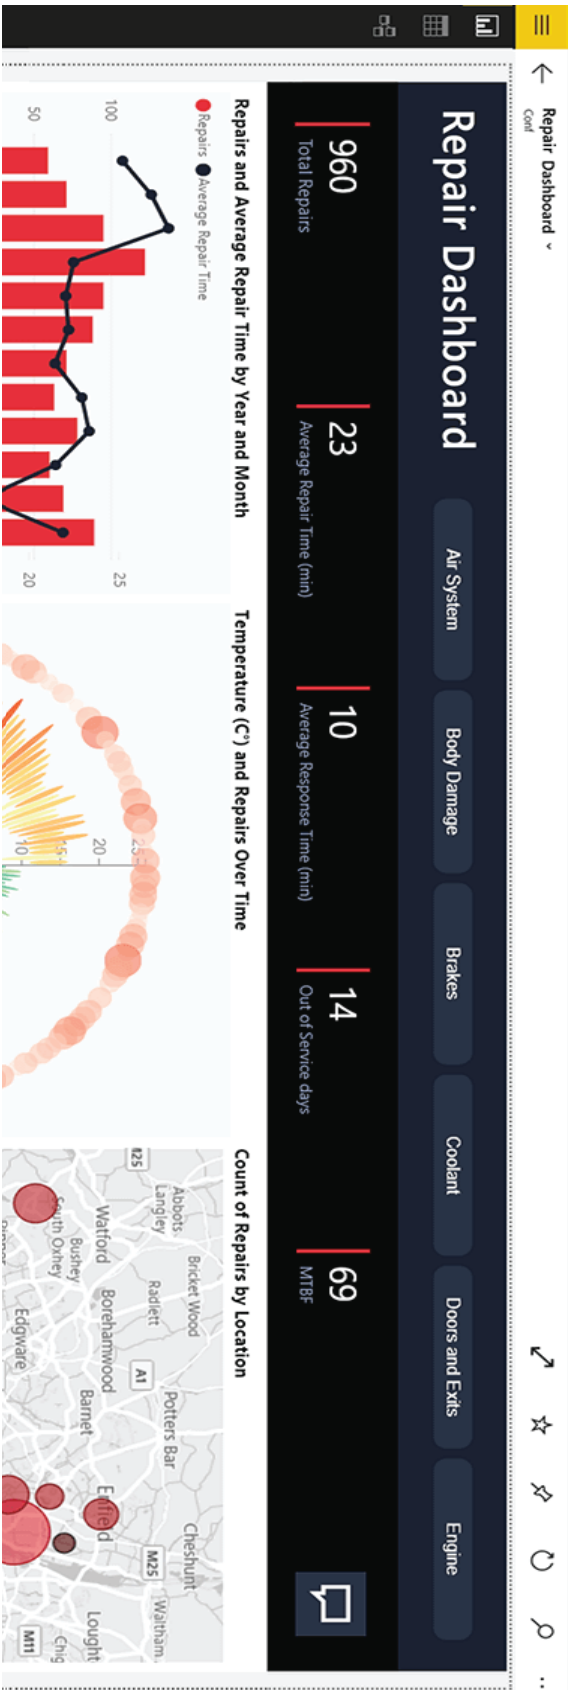 Repair Dashboard
Conf
Repair Dashboard
Air System
Body Damage
Brakes
Coolant
Doors and Exits
Engine
960
Total Repairs
23
Average Repair Time (min)
10
Average Response Time (min)
14
Out of Service days
69
MTBF
Repairs and Average Repair Time by Year and Month
Repairs
Average Repair Time
100
50
25
20
Temperature (C°) and Repairs Over Time
25
20
15
10
Count of Repairs by Location
Abbots
Langley
Bricket Wood
Potters Bar
Cheshunt
M25
Watford
Radlett
A1
M25
Waltham
Bushey
Borehamwood
South Oxhey
Barnet
Enfield
Lought
Edgware
Chig
M11